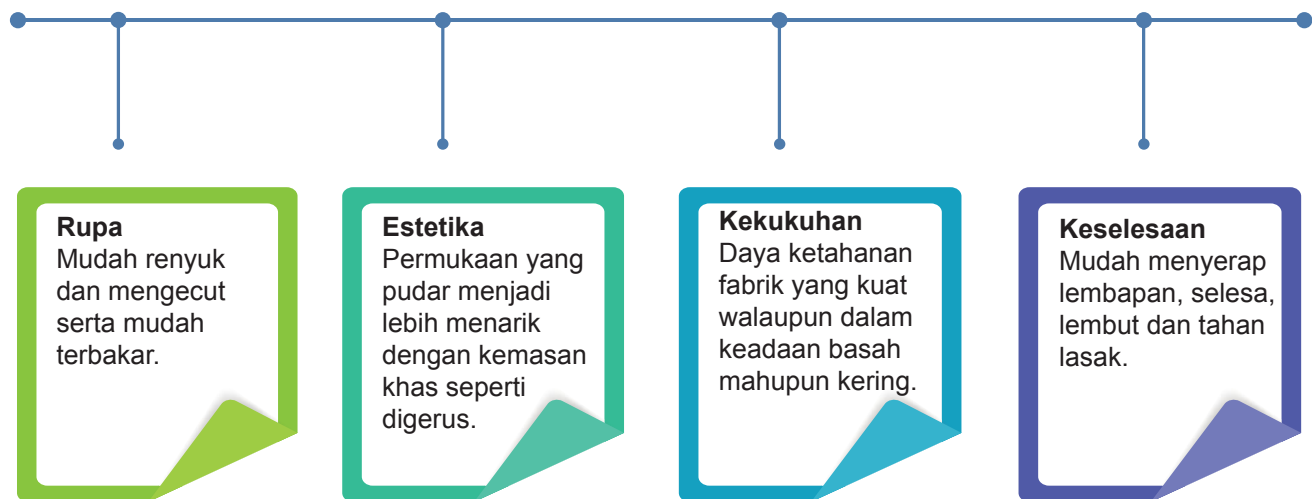 Rupa
Mudah renyuk
dan mengecut
serta mudah
terbakar.
Estetika
Permukaan yang
pudar menjadi
lebih menarik
dengan kemasan
khas seperti
digerus.
Kekukuhan
Daya ketahanan
fabrik yang kuat
walaupun dalam
keadaan basah
mahupun kering.
Keselesaan
Mudah menyerap
lembapan, selesa,
lembut dan tahan
lasak.